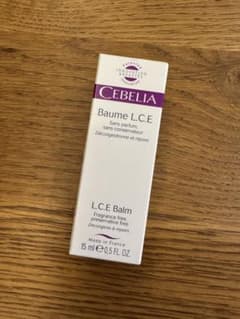 CEBELIA
Baume L.C.E
Sans parfum,
sans conservateur
Décongestionne et répare
L.C.E Balm
Fragrance free,
preservative free
Decongests & repairs
Made in France
15 ml e 0.5 FL. OZ.